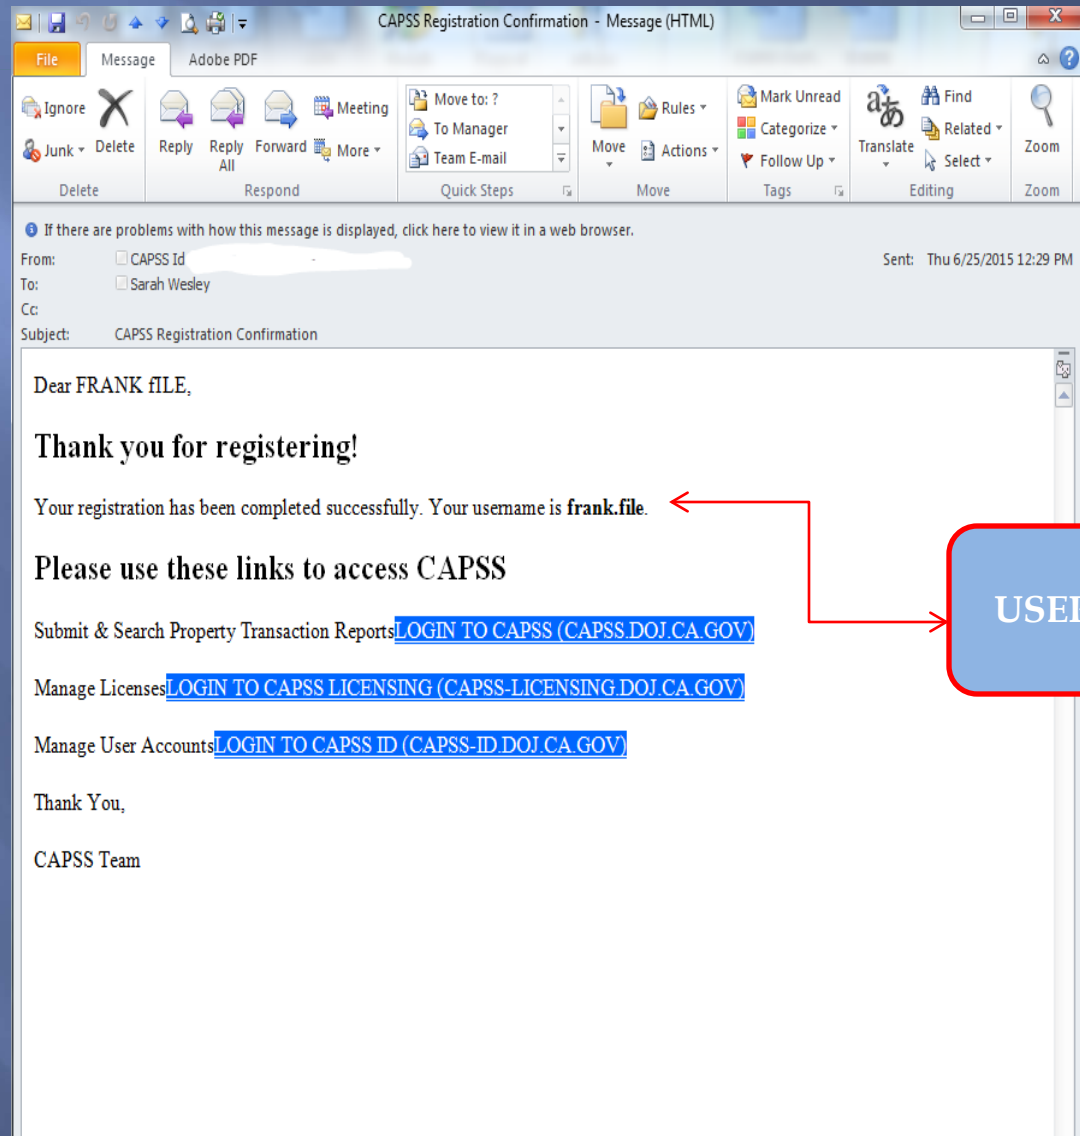 CAPSS Registration Confirmation - Message (HTML)
File Message Adobe PDF
Ignore
Junk
Delete
Delete
Reply
Reply All
Forward
Meeting
More
Respond
Move to: ?
To Manager
Team E-mail
Quick Steps
Move
Rules
Actions
Move
Mark Unread
Categorize
Follow Up
Tags
Translate
Find
Related
Select
Editing
Zoom
Zoom
If there are problems with how this message is displayed, click here to view it in a web browser.
From: CAPSS Id Sent: Thu 6/25/2015 12:29 PM
To: Sarah Wesley
Cc:
Subject: CAPSS Registration Confirmation
Dear FRANK fILE,
Thank you for registering!
Your registration has been completed successfully. Your username is frank.file.
Please use these links to access CAPSS
Submit & Search Property Transaction ReportsLOGIN TO CAPSS (CAPSS.DOJ.CA.GOV)
Manage LicensesLOGIN TO CAPSS LICENSING (CAPSS-LICENSING.DOJ.CA.GOV)
Manage User AccountsLOGIN TO CAPSS ID (CAPSS-ID.DOJ.CA.GOV)
Thank You,
CAPSS Team